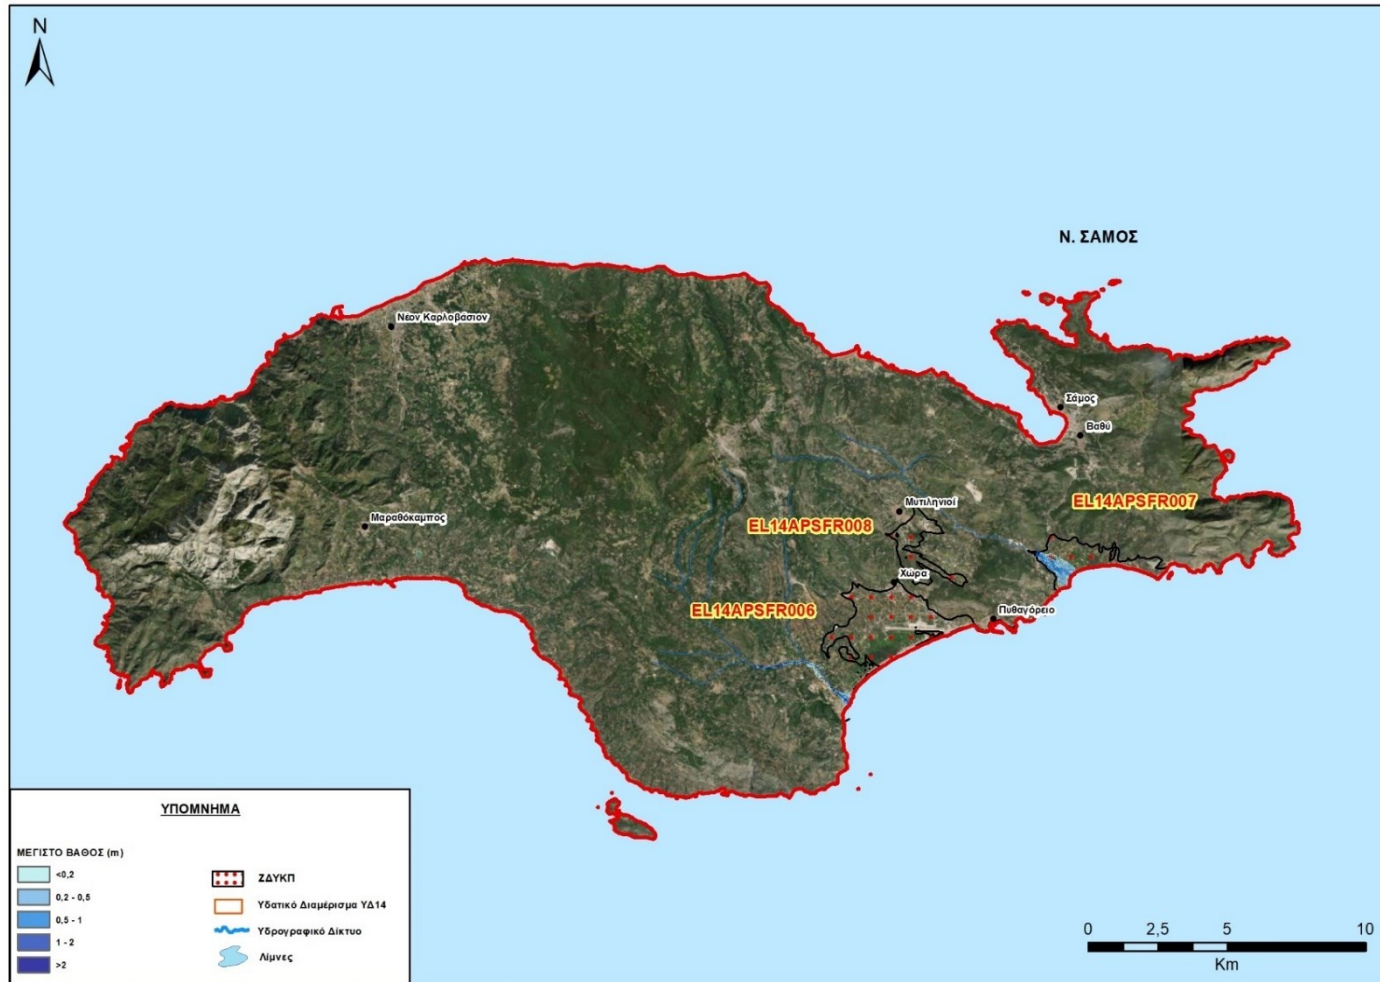 N
Ν. ΣΑΜΟΣ
Νέον Καρλοβάσιον
Σάμος
Βαθύ
EL14APSFR007
Μυτιληνιοί
EL14APSFR008
Μαραθόκαμπος
Χώρα
EL14APSFR006
Πυθαγόρειο
ΥΠΟΜΝΗΜΑ
ΜΕΓΙΣΤΟ ΒΑΘΟΣ (m)
<0,2
0,2 - 0,5
0,5 - 1
1 - 2
>2
ΖΔΥΚΠ
Υδατικό Διαμέρισμα ΥΔ14
Υδρογραφικό Δίκτυο
Λίμνες
0 2,5 5 10
Km